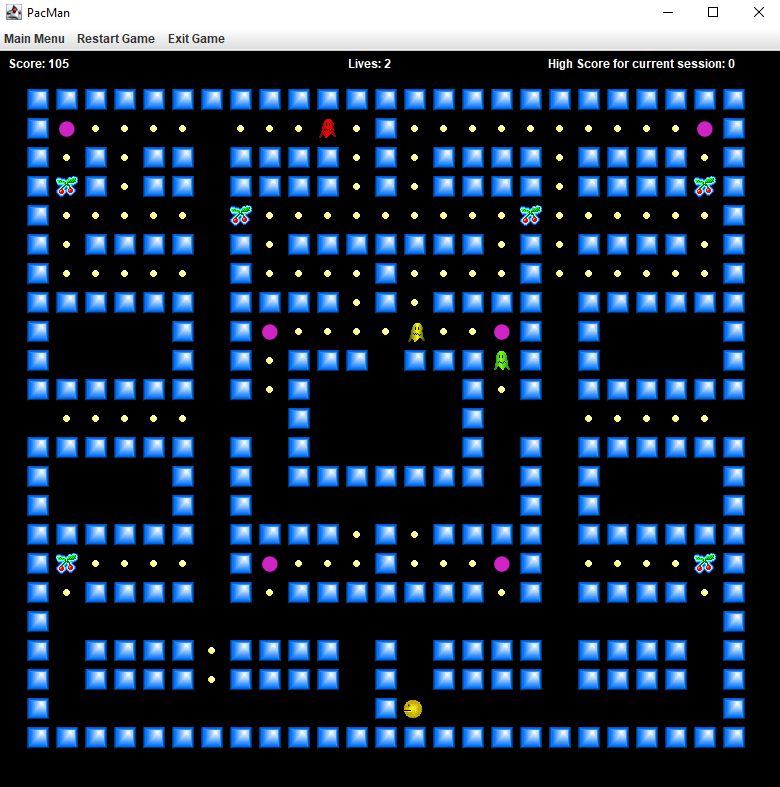 PacMan
Main Menu Restart Game Exit Game
Score: 105 Lives: 2 High Score for current session: 0